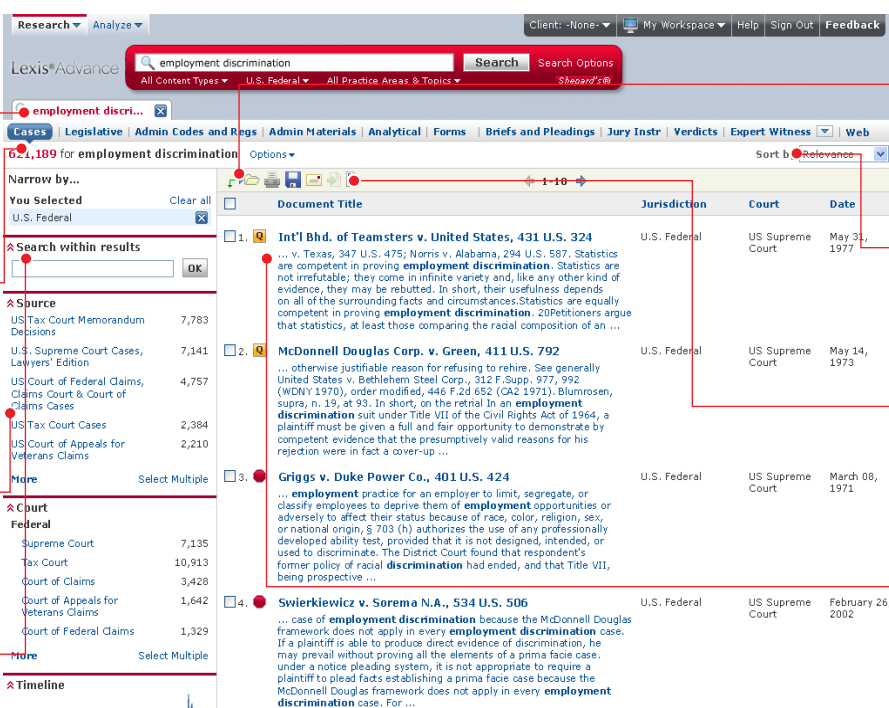 Research Analyze Client: -None- My Workspace Help Sign Out Feedback
Lexis®Advance employment discrimination Search Search Options
All Content Types U.S. Federal All Practice Areas & Topics Shepard's®
employment discri...
Cases | Legislative | Admin Codes and Regs | Admin Materials | Analytical | Forms | Briefs and Pleadings | Jury Instr | Verdicts | Expert Witness | Web
621,189 for employment discrimination Options Sort by Relevance
Narrow by... 1-10
You Selected Clear all
U.S. Federal
Search within results
OK
Source
US Tax Court Memorandum Decisions 7,783
U.S. Supreme Court Cases, Lawyers' Edition 7,141
US Court of Federal Claims, Claims Court & Court of Claims Cases 4,757
US Tax Court Cases 2,384
US Court of Appeals for Veterans Claims 2,210
More Select Multiple
Court
Federal
Supreme Court 7,135
Tax Court 10,913
Court of Claims 3,428
Court of Appeals for Veterans Claims 1,642
Court of Federal Claims 1,329
More Select Multiple
Timeline
Document Title Jurisdiction Court Date
1. Q Int'l Bhd. of Teamsters v. United States, 431 U.S. 324 U.S. Federal US Supreme Court May 31, 1977
... v. Texas, 347 U.S. 475; Norris v. Alabama, 294 U.S. 587. Statistics
are competent in proving employment discrimination. Statistics are
not irrefutable; they come in infinite variety and, like any other kind of
evidence, they may be rebutted. In short, their usefulness depends
on all of the surrounding facts and circumstances.Statistics are equally
competent in proving employment discrimination. 20Petitioners argue
that statistics, at least those comparing the racial composition of an ...
2. Q McDonnell Douglas Corp. v. Green, 411 U.S. 792 U.S. Federal US Supreme Court May 14, 1973
... otherwise justifiable reason for refusing to rehire. See generally
United States v. Bethlehem Steel Corp., 312 F.Supp. 977, 992
(WDNY 1970), order modified, 446 F.2d 652 (CA2 1971). Blumrosen,
supra, n. 19, at 93. In short, on the retrial In an employment
discrimination suit under Title VII of the Civil Rights Act of 1964, a
plaintiff must be given a full and fair opportunity to demonstrate by
competent evidence that the presumptively valid reasons for his
rejection were in fact a cover-up ...
3. Griggs v. Duke Power Co., 401 U.S. 424 U.S. Federal US Supreme Court March 08, 1971
... employment practice for an employer to limit, segregate, or
classify employees to deprive them of employment opportunities or
adversely to affect their status because of race, color, religion, sex,
or national origin, § 703 (h) authorizes the use of any professionally
developed ability test, provided that it is not designed, intended, or
used to discriminate. The District Court found that respondent's
former policy of racial discrimination had ended, and that Title VII,
being prospective ...
4. Swierkiewicz v. Sorema N.A., 534 U.S. 506 U.S. Federal US Supreme Court February 26 2002
... case of employment discrimination because the McDonnell Douglas
framework does not apply in every employment discrimination case.
If a plaintiff is able to produce direct evidence of discrimination, he
may prevail without proving all the elements of a prima facie case.
under a notice pleading system, it is not appropriate to require a
plaintiff to plead facts establishing a prima facie case because the
McDonnell Douglas framework does not apply in every employment
discrimination case. For ...